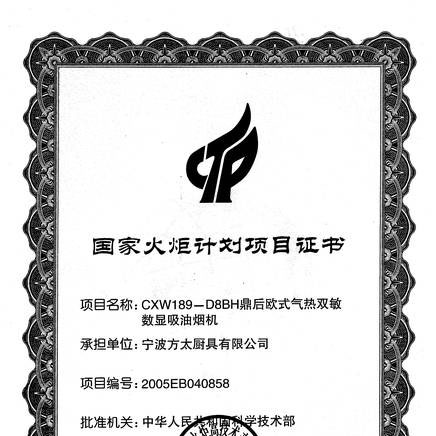 国家火炬计划项目证书
项目名称：CXW189－D8BH鼎后欧式气热双敏
数显吸油烟机
承担单位：宁波方太厨具有限公司
项目编号：2005EB040858
批准机关：中华人民共和国科学技术部